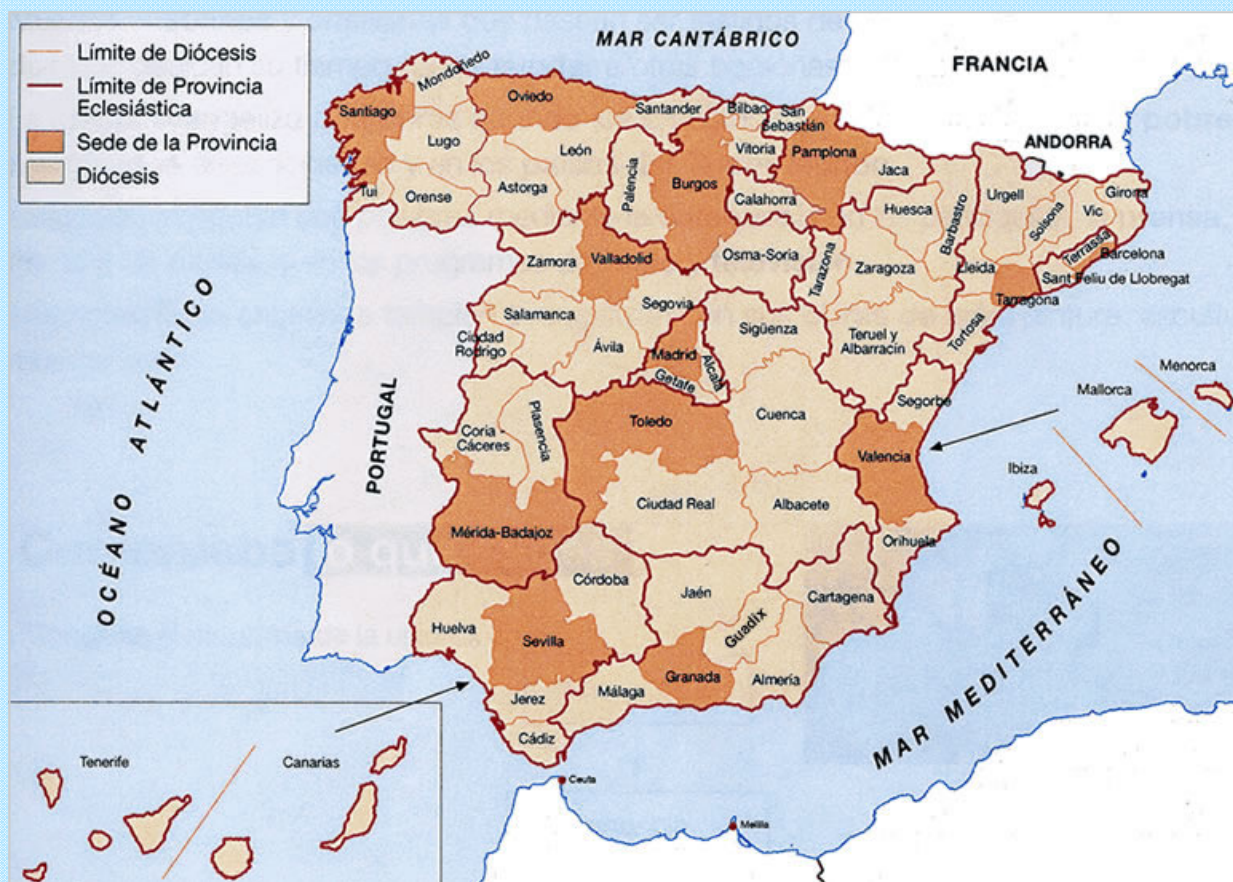 Límite de Diócesis
Límite de Provincia
Eclesiástica
Sede de la Provincia
Diócesis
MAR CANTÁBRICO
FRANCIA
ANDORRA
OCÉANO ATLÁNTICO
PORTUGAL
MAR MEDITERRÁNEO
Santiago
Mondoñedo
Lugo
Tui
Orense
Oviedo
Astorga
León
Santander
Palencia
Burgos
Bilbao
San
Sebastián
Vitoria
Pamplona
Calahorra
Jaca
Huesca
Barbastro
Urgell
Solsona
Vic
Girona
Terrassa
Barcelona
Sant Feliu de Llobregat
Lleida
Tarragona
Tortosa
Zamora
Valladolid
Osma-Soria
Tarazona
Zaragoza
Salamanca
Segovia
Sigüenza
Teruel y
Albarracín
Ciudad
Rodrigo
Ávila
Madrid
Alcalá
Getafe
Cuenca
Segorbe
Menorca
Mallorca
Ibiza
Coria -
Cáceres
Plasencia
Toledo
Valencia
Mérida-Badajoz
Ciudad Real
Albacete
Orihuela
Córdoba
Jaén
Cartagena
Huelva
Sevilla
Guadix
Granada
Almería
Jerez
Málaga
Cádiz
Ceuta
Melilla
Tenerife
Canarias